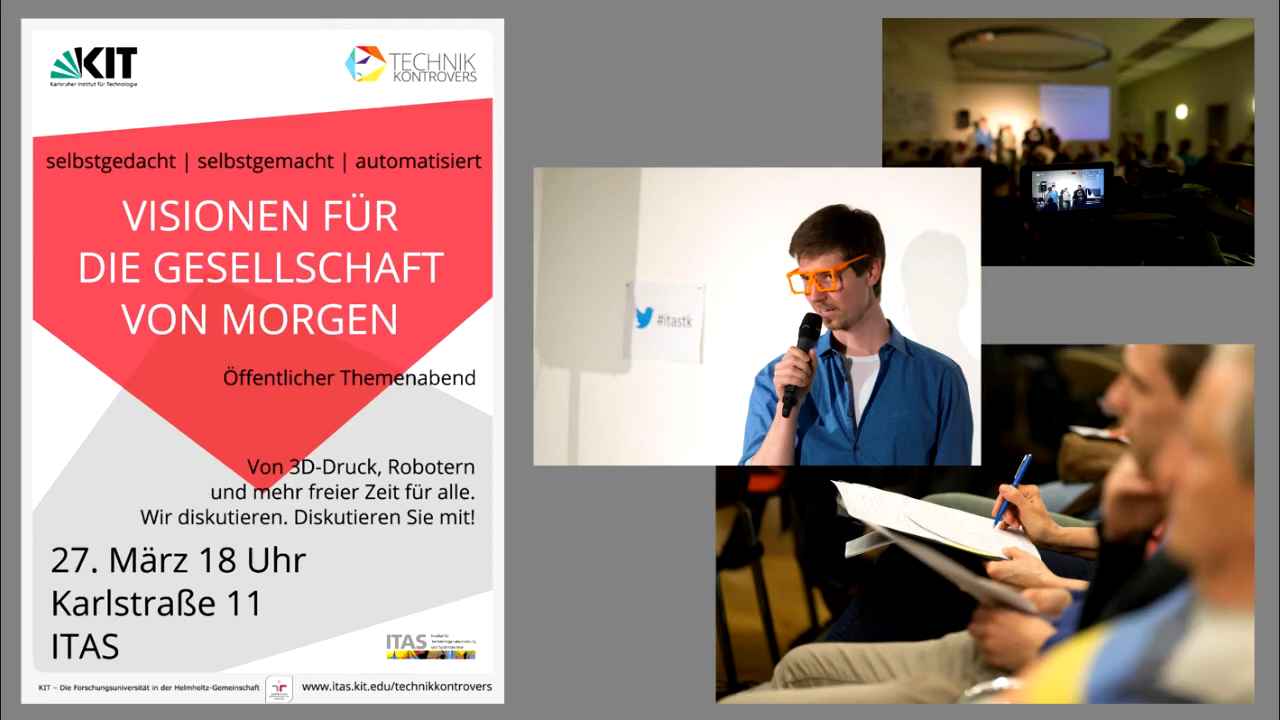 KIT
Karlsruher Institut für Technologie
TECHNIK
KONTROVERS
selbstgedacht | selbstgemacht | automatisiert
VISIONEN FÜR
DIE GESELLSCHAFT
VON MORGEN
Öffentlicher Themenabend
Von 3D-Druck, Robotern
und mehr freier Zeit für alle.
Wir diskutieren. Diskutieren Sie mit!
27. März 18 Uhr
Karlstraße 11
ITAS
ITAS
KIT – Die Forschungsuniversität in der Helmholtz-Gemeinschaft
www.itas.kit.edu/technikkontrovers
#itastk